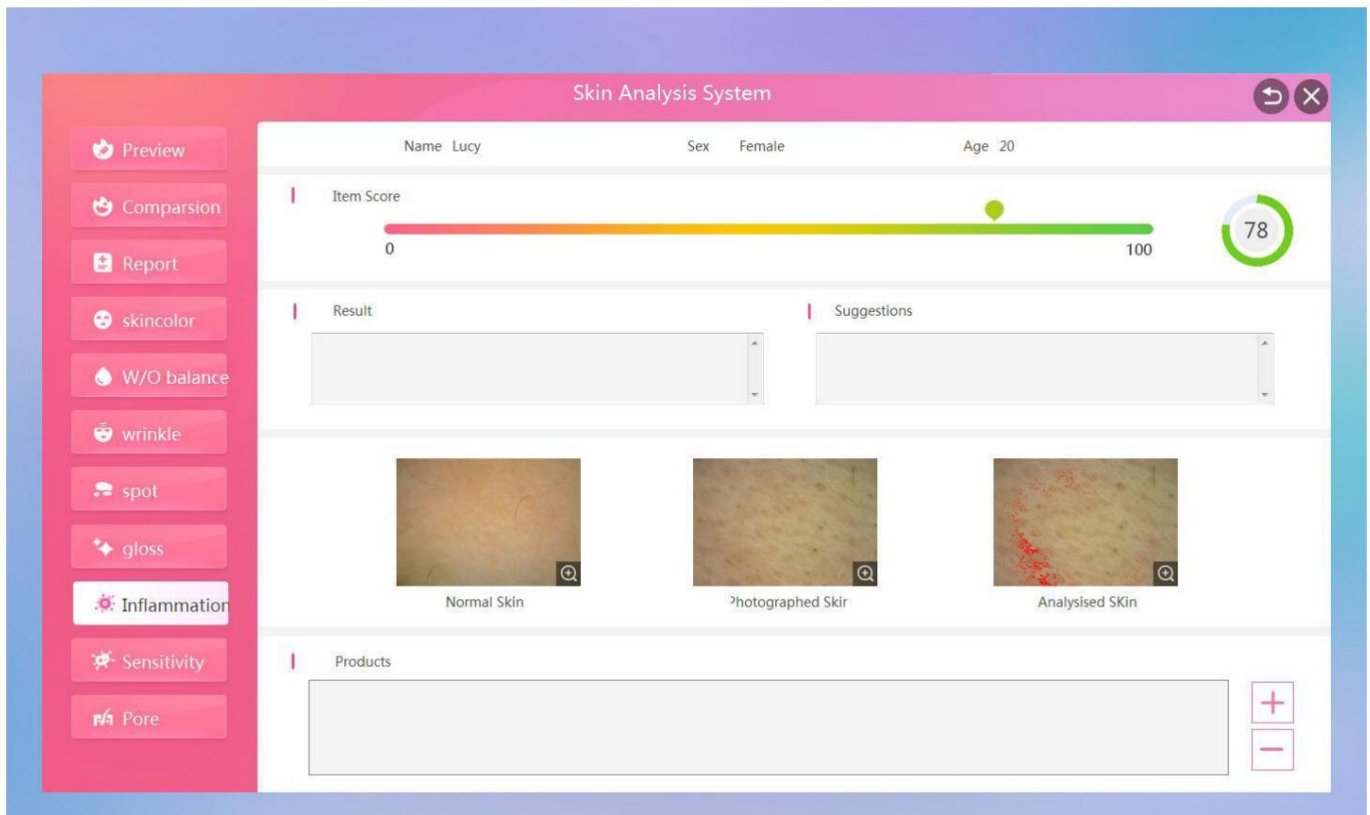 Skin Analysis System
Preview
Comparsion
Report
skincolor
W/O balance
wrinkle
spot
gloss
Inflammation
Sensitivity
Pore
Name Lucy Sex Female Age 20
Item Score
0 100
78
Result Suggestions
Normal Skin Photographed Skin Analysised SKin
Products